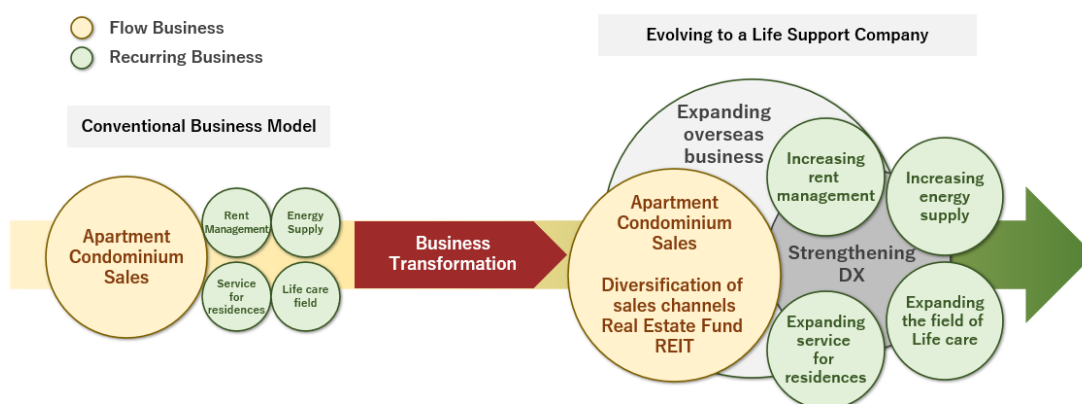 Flow Business
Recurring Business
Conventional Business Model
Apartment
Condominium
Sales
Rent
Management
Energy
Supply
Service
for
residences
Life care
field
Business
Transformation
Evolving to a Life Support Company
Expanding
overseas
business
Apartment
Condominium
Sales
Diversification of
sales channels
Real Estate Fund
REIT
Increasing
rent
management
Increasing
energy
supply
Strengthening
DX
Expanding
service
for
residences
Expanding
the field of
Life care